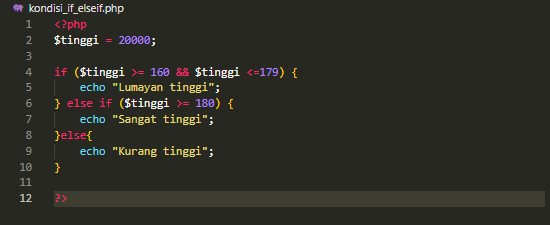 kondisi_if_elseif.php
1 <?php
2 $tinggi = 20000;
3
4 if ($tinggi >= 160 && $tinggi <=179) {
5     echo "Lumayan tinggi";
6 } else if ($tinggi >= 180) {
7     echo "Sangat tinggi";
8 }else{
9     echo "Kurang tinggi";
10 }
11
12 ?>